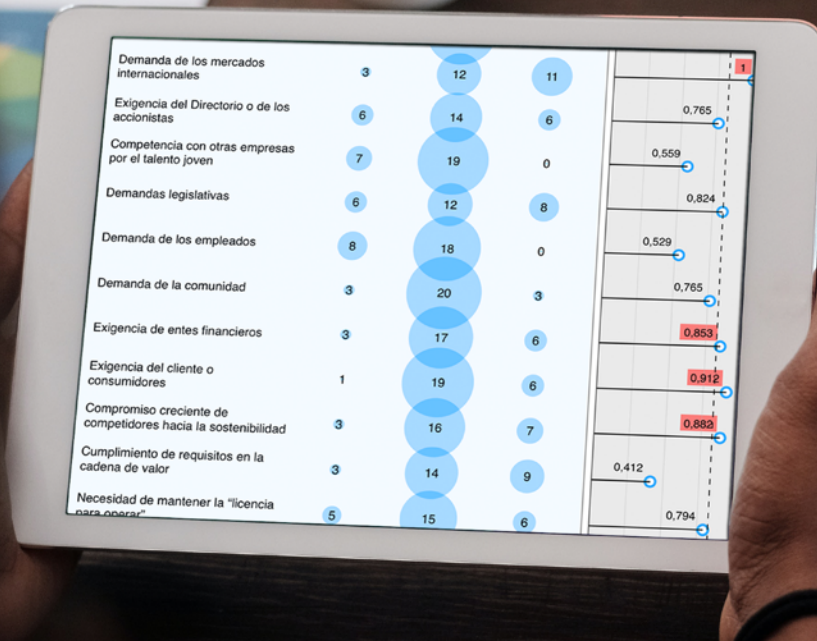 Demanda de los mercados
internacionales
3
12
11
1
Exigencia del Directorio o de los
accionistas
6
14
6
0,765
Competencia con otras empresas
por el talento joven
7
19
0
0,559
Demandas legislativas
6
12
8
0,824
Demanda de los empleados
8
18
0
0,529
Demanda de la comunidad
3
20
3
0,765
Exigencia de entes financieros
3
17
6
0,853
Exigencia del cliente o
consumidores
1
19
6
0,912
Compromiso creciente de
competidores hacia la sostenibilidad
3
16
7
0,882
Cumplimiento de requisitos en la
cadena de valor
3
14
9
0,412
Necesidad de mantener la "licencia
para operar"
5
15
6
0,794